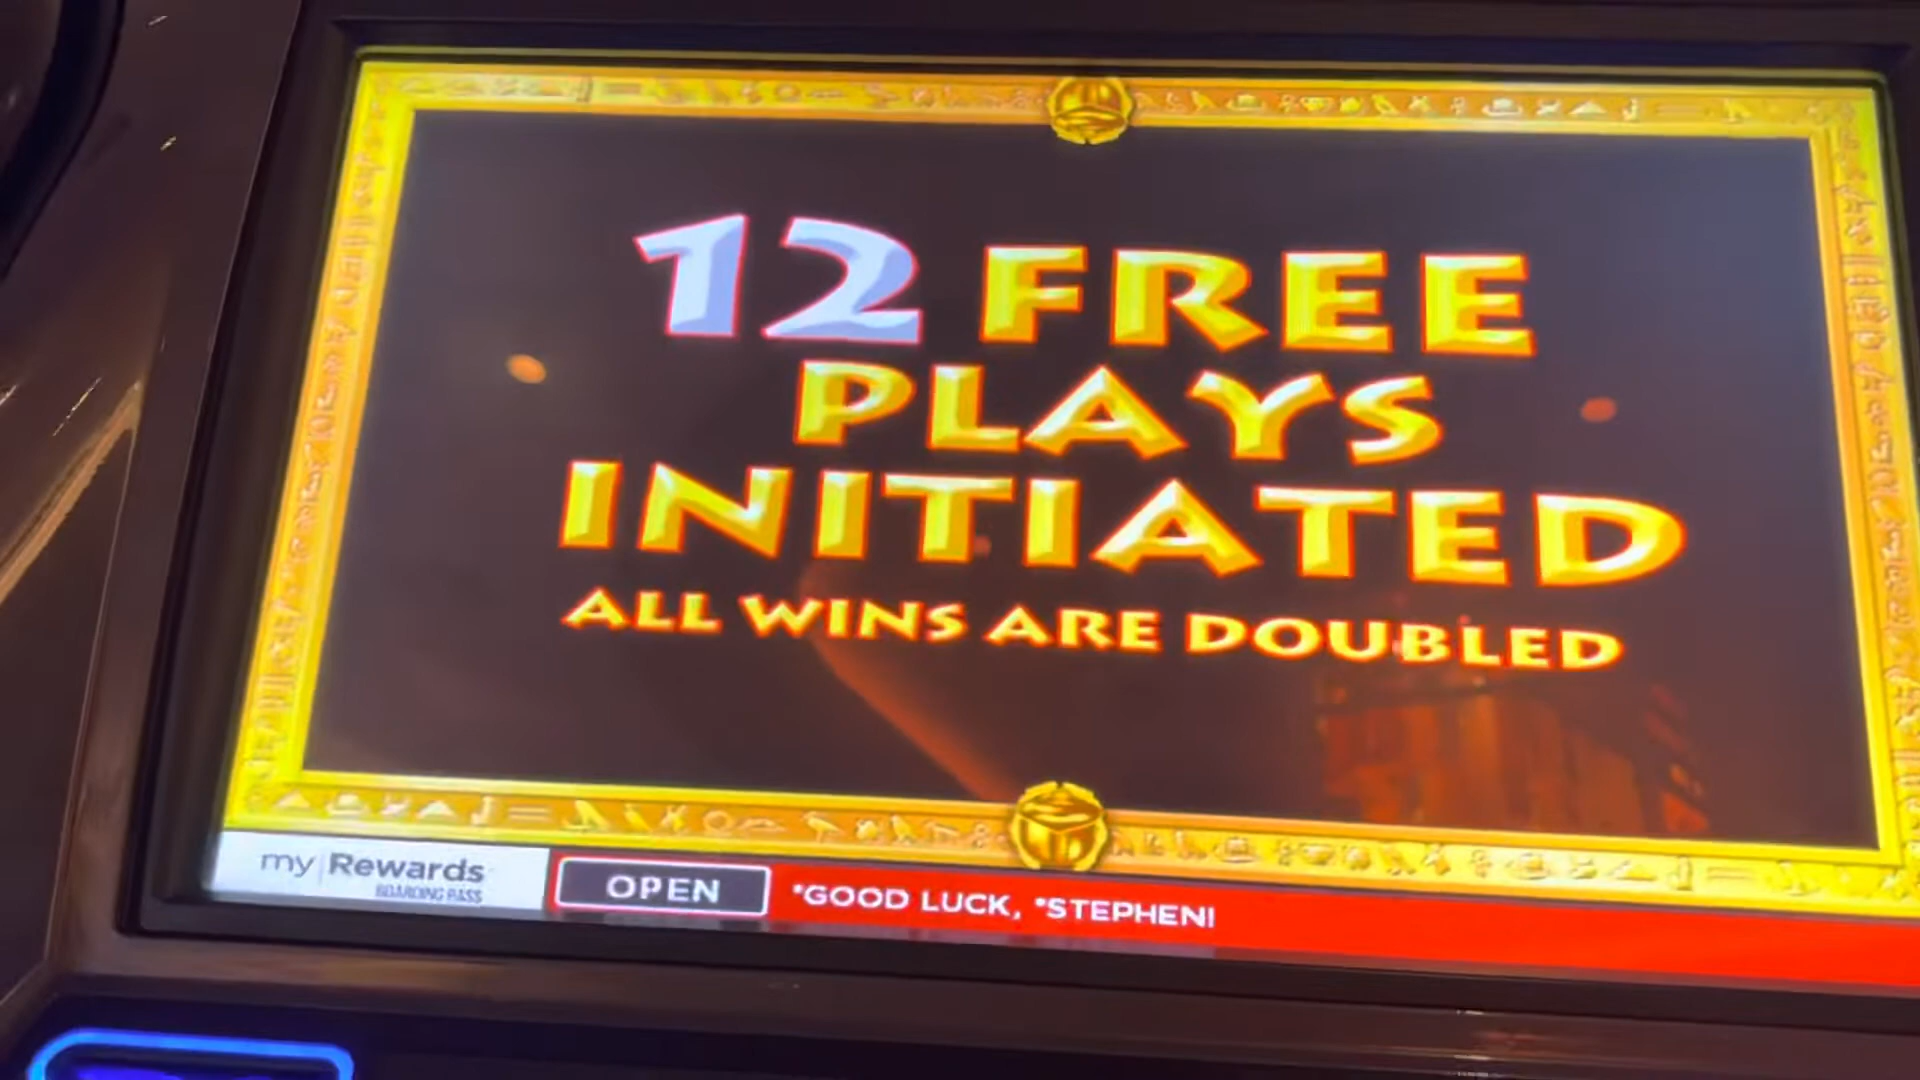 12 FREE
PLAYS
INITIATED
ALL WINS ARE DOUBLED
my | Rewards
BOARDING PASS
OPEN
*GOOD LUCK, *STEPHEN!